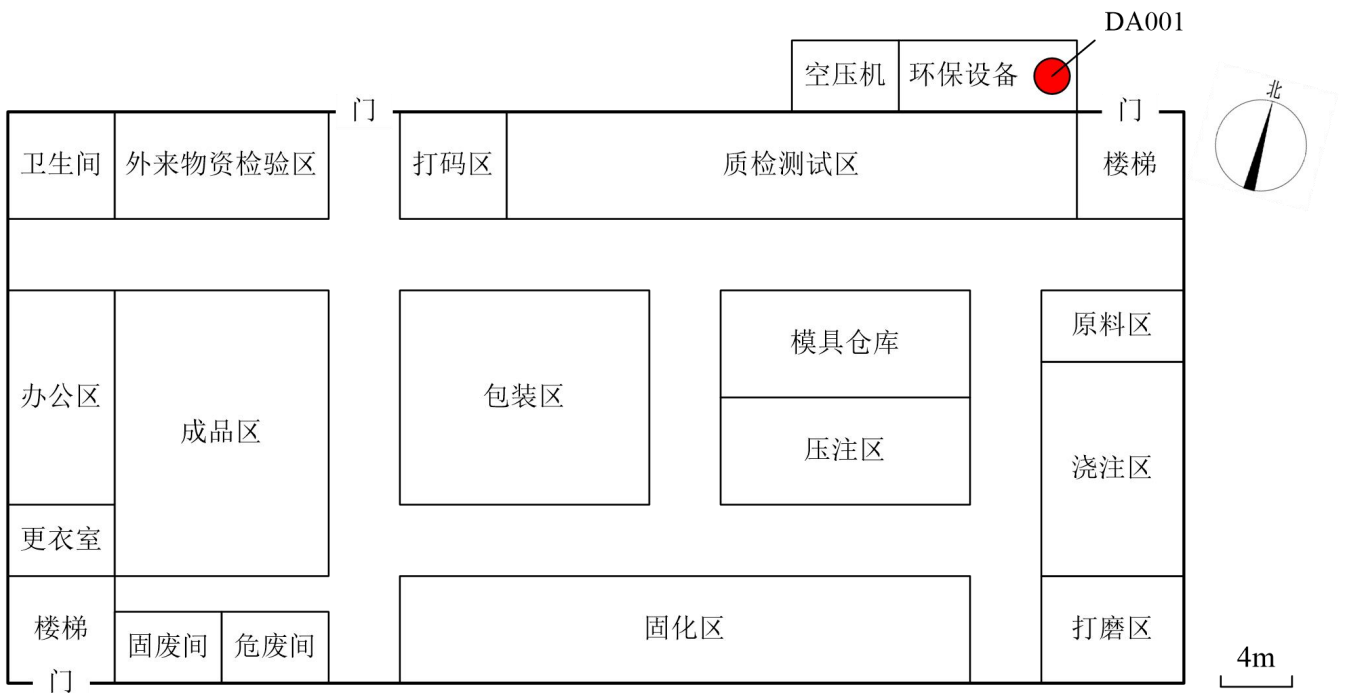 DA001
空压机
环保设备
北
门
门
卫生间
外来物资检验区
打码区
质检测试区
楼梯
办公区
成品区
包装区
模具仓库
原料区
压注区
浇注区
更衣室
楼梯
固废间
危废间
固化区
打磨区
4m
门